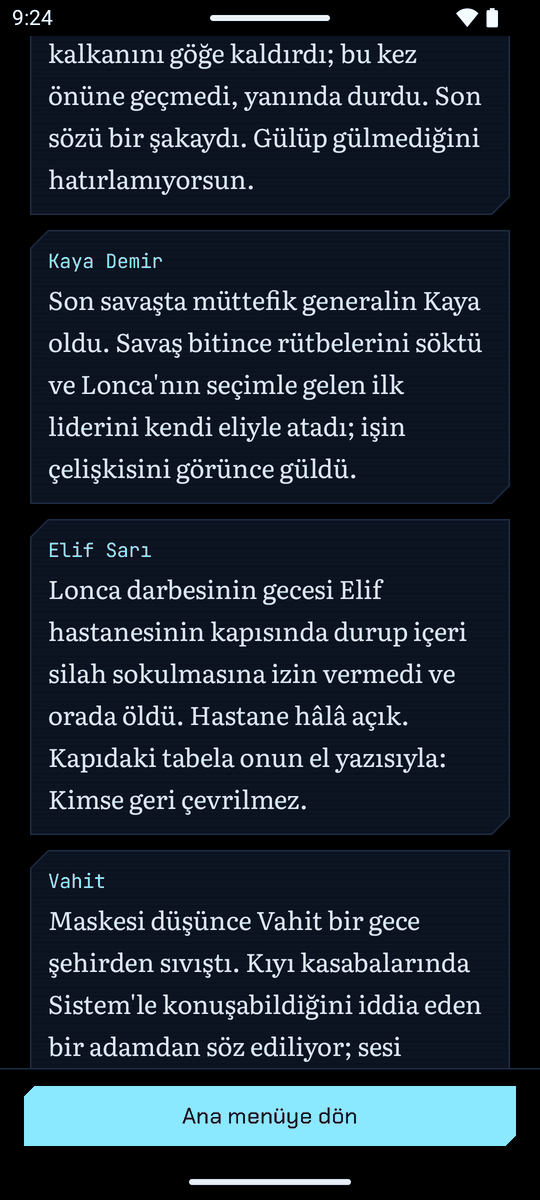 9:24
kalkanını göğe kaldırdı; bu kez
önüne geçmedi, yanında durdu. Son
sözü bir şakaydı. Gülüp gülmediğini
hatırlamıyorsun.
Kaya Demir
Son savaşta müttefik generalin Kaya
oldu. Savaş bitince rütbelerini söktü
ve Lonca'nın seçimle gelen ilk
liderini kendi eliyle atadı; işin
çelişkisini görünce güldü.
Elif Sarı
Lonca darbesinin gecesi Elif
hastanesinin kapısında durup içeri
silah sokulmasına izin vermedi ve
orada öldü. Hastane hâlâ açık.
Kapıdaki tabela onun el yazısıyla:
Kimse geri çevrilmez.
Vahit
Maskesi düşünce Vahit bir gece
şehirden sıvıştı. Kıyı kasabalarında
Sistem'le konuşabildiğini iddia eden
bir adamdan söz ediliyor; sesi
Ana menüye dön